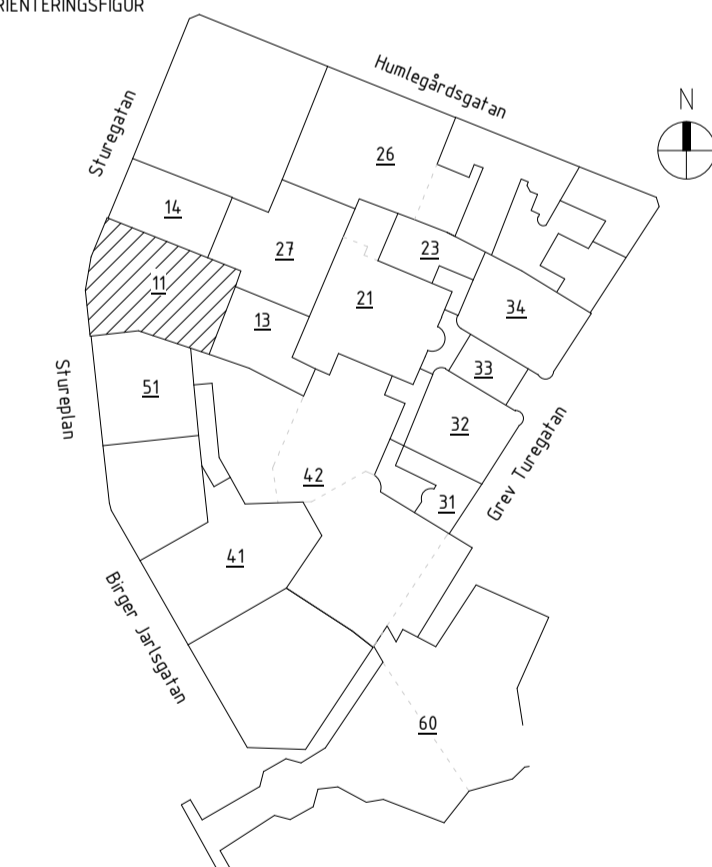 RIENTERINGSFIGUR
Humlegårdsgatan
Sturegatan
N
26
14
27
23
11
21
34
13
33
51
Stureplan
32
42
31
Grev Turegatan
41
Birger Jarlsgatan
60